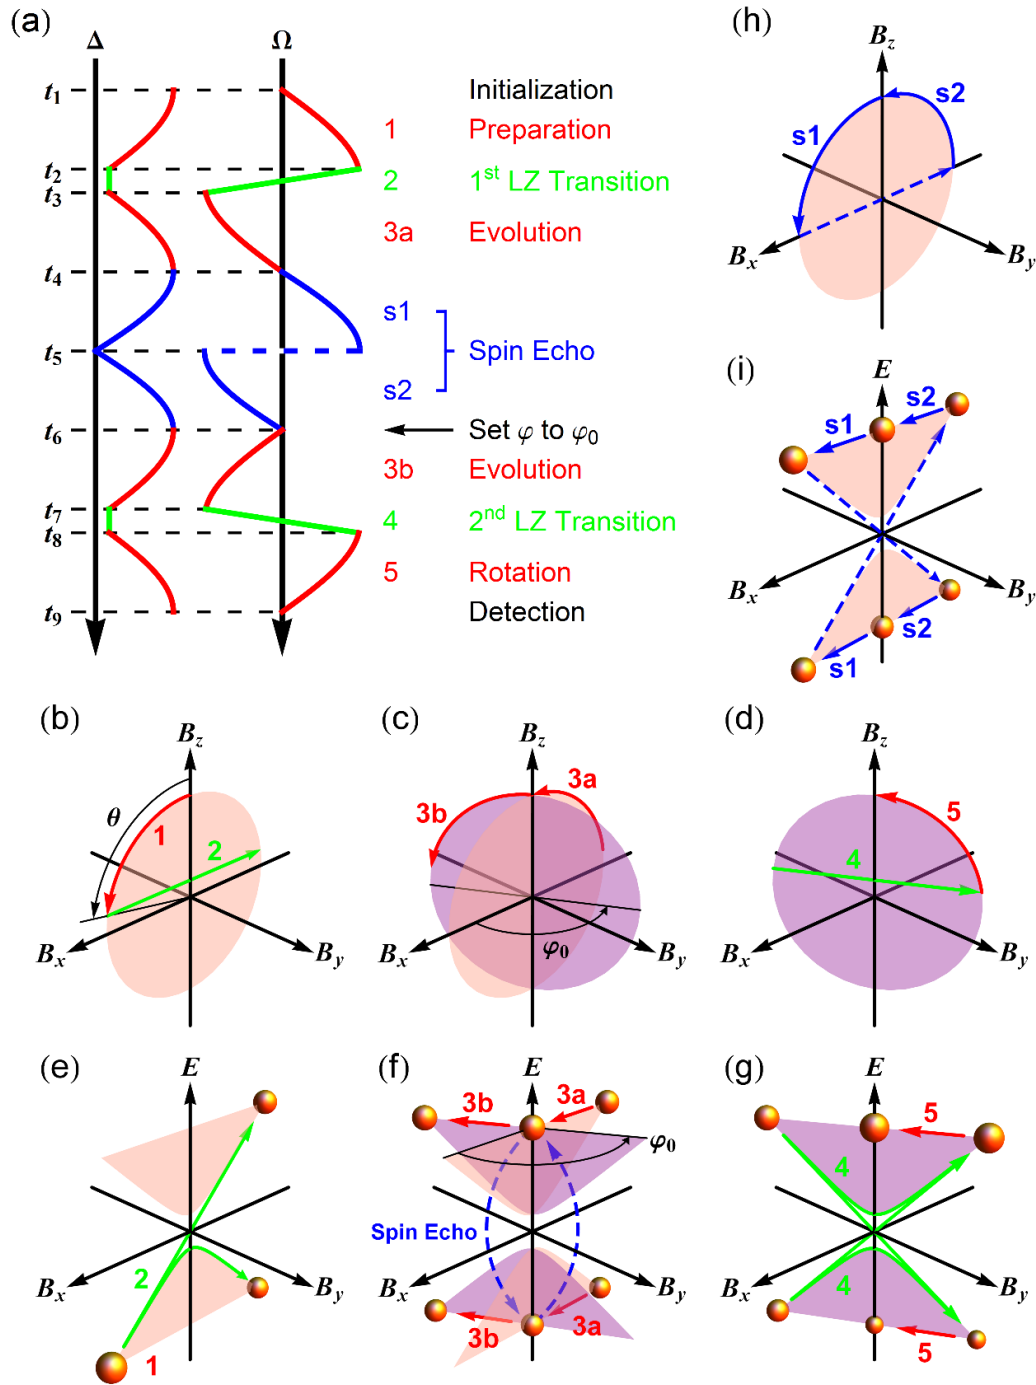 (a)
Δ Ω
t1 Initialization
1 Preparation
t2
2 1st LZ Transition
t3
3a Evolution
t4
s1
t5 Spin Echo
s2
t6 Set φ to φ0
3b Evolution
t7
4 2nd LZ Transition
t8
5 Rotation
t9 Detection
(h)
Bz
s2
s1
Bx By
(i)
E
s2
s1
Bx By
s2
s1
(b)
Bz
θ
1
2
Bx By
(c)
Bz
3a
3b
φ0
Bx By
(d)
Bz
5
4
Bx By
(e)
E
Bx By
2
1
(f)
E
3b 3a
φ0
Spin Echo
Bx By
3b 3a
(g)
E
5
4
Bx By
4
5